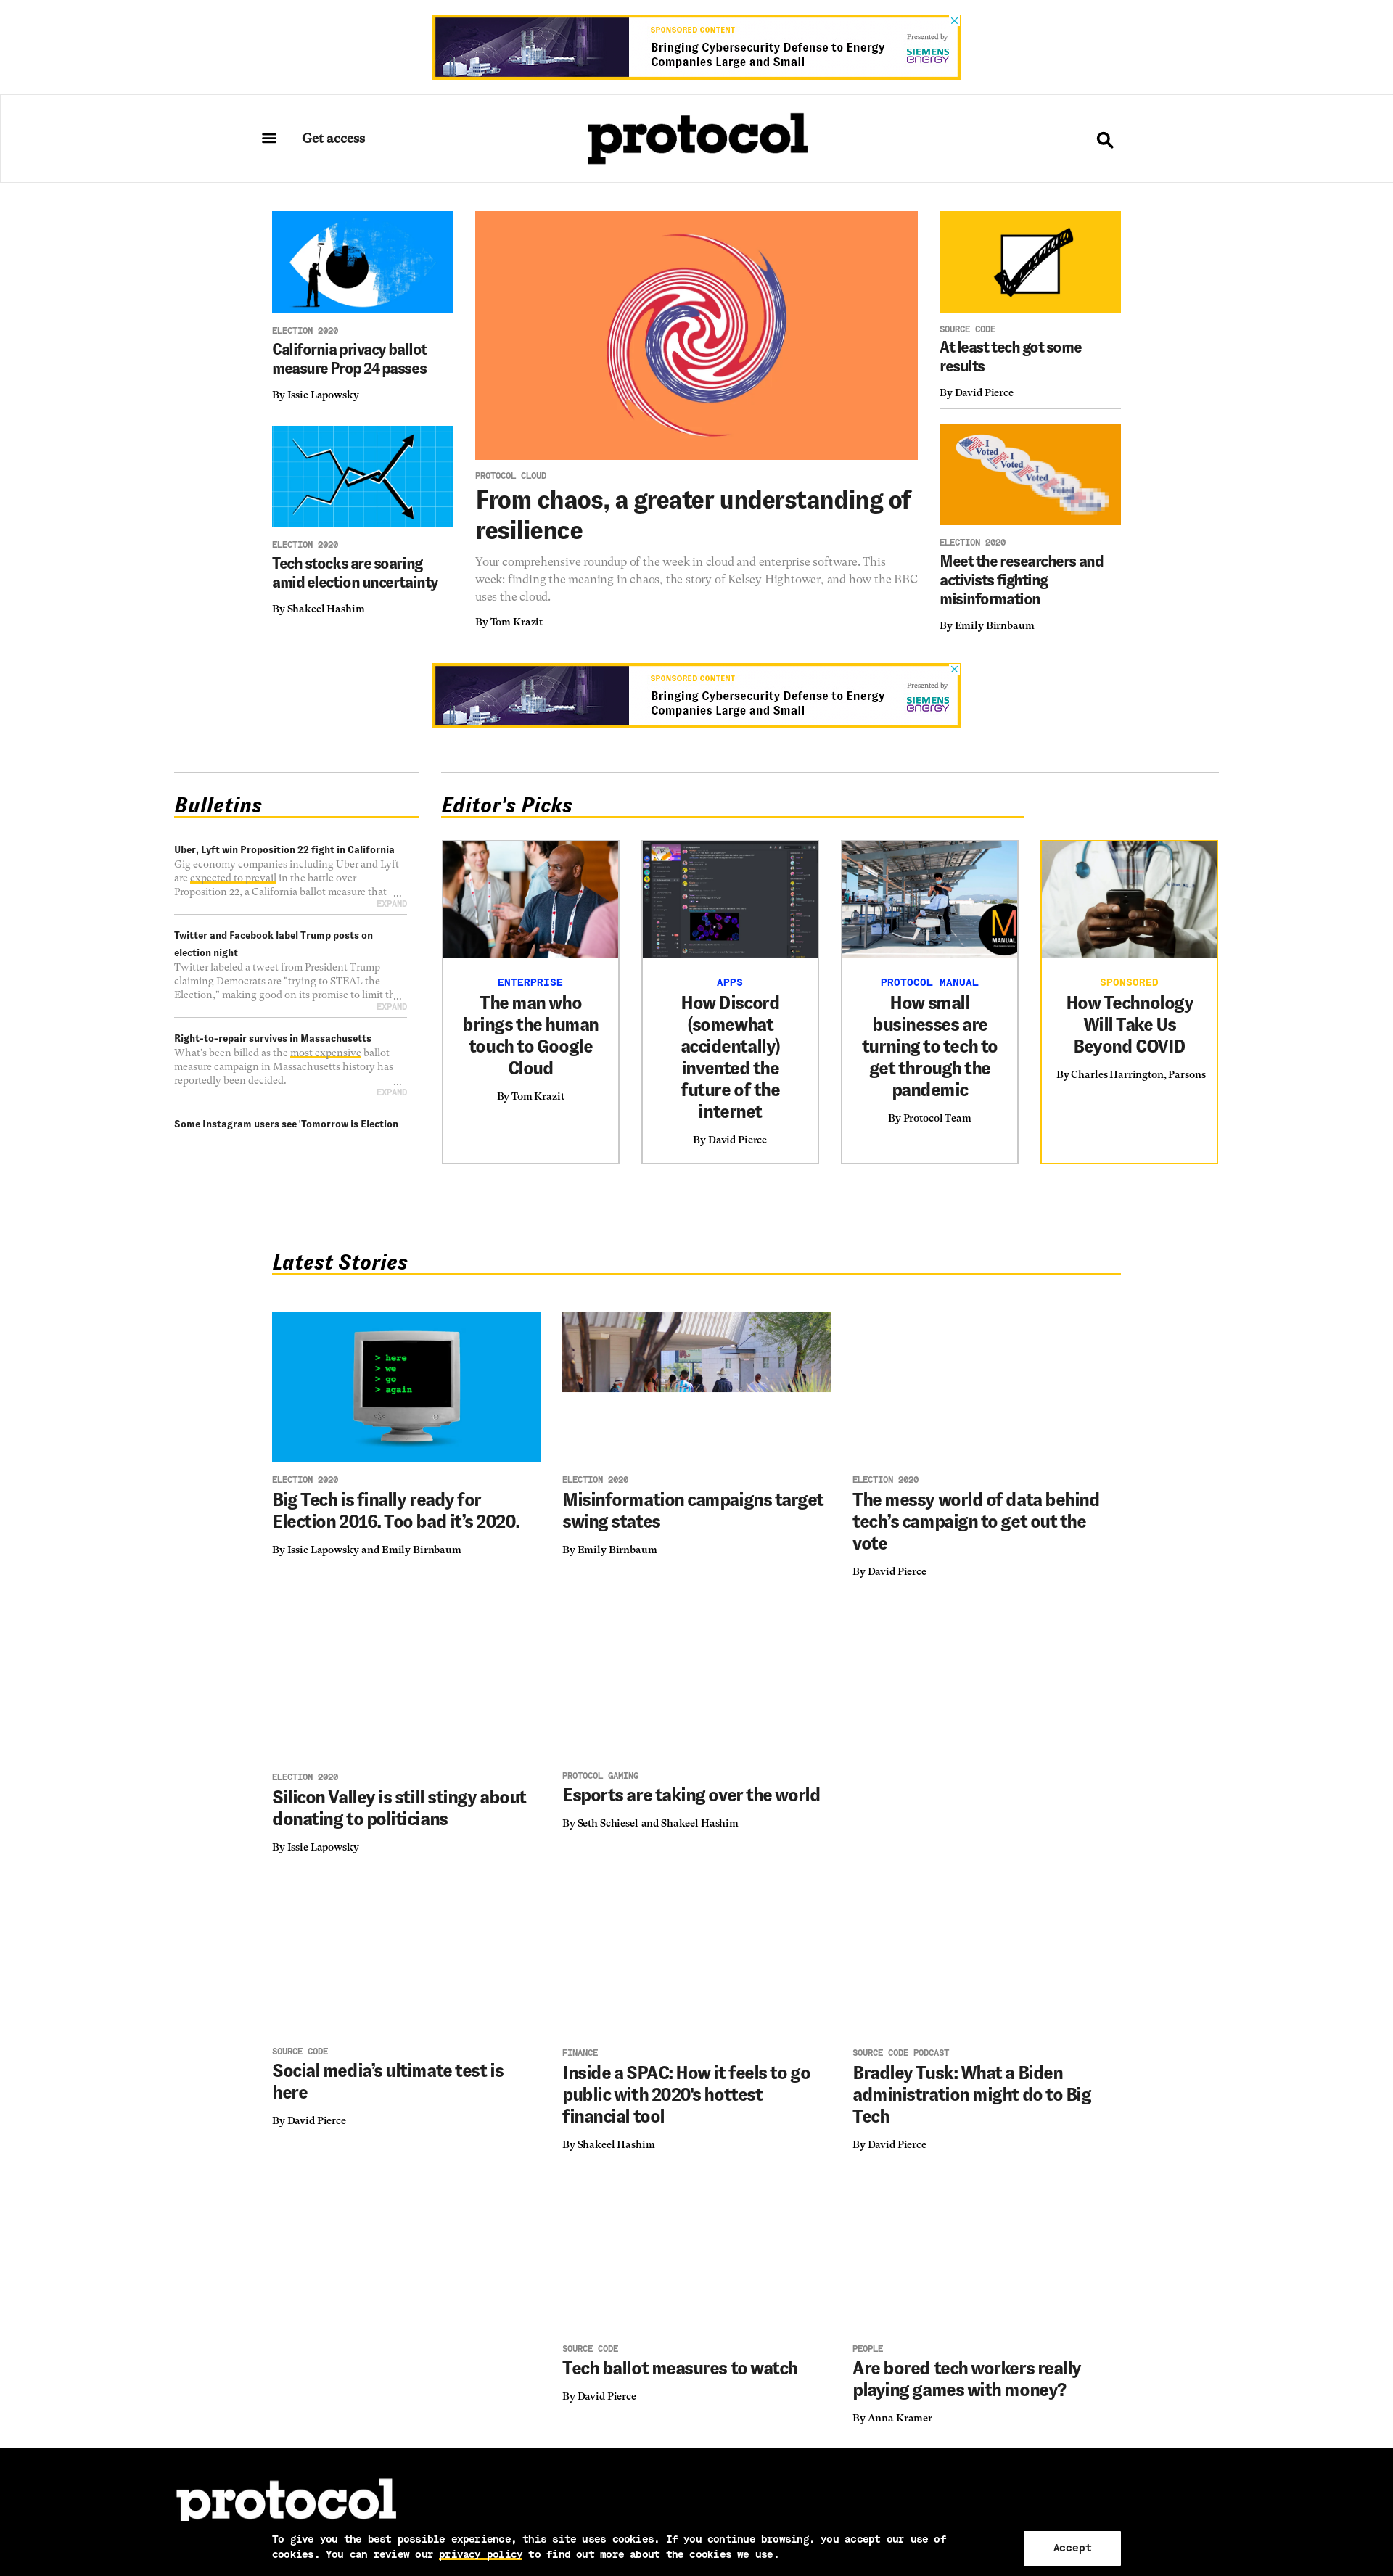 SPONSORED CONTENT
Bringing Cybersecurity Defense to Energy
Companies Large and Small
Presented by
SIEMENS
energy
Get access
protocol
ELECTION 2020
California privacy ballot
measure Prop 24 passes
By Issie Lapowsky
ELECTION 2020
Tech stocks are soaring
amid election uncertainty
By Shakeel Hashim
PROTOCOL CLOUD
From chaos, a greater understanding of
resilience
Your comprehensive roundup of the week in cloud and enterprise software. This
week: finding the meaning in chaos, the story of Kelsey Hightower, and how the BBC
uses the cloud.
By Tom Krazit
SOURCE CODE
At least tech got some
results
By David Pierce
I Voted
I Voted
I Voted
I Voted
ELECTION 2020
Meet the researchers and
activists fighting
misinformation
By Emily Birnbaum
SPONSORED CONTENT
Bringing Cybersecurity Defense to Energy
Companies Large and Small
Presented by
SIEMENS
energy
Bulletins
Uber, Lyft win Proposition 22 fight in California
Gig economy companies including Uber and Lyft
are expected to prevail in the battle over
Proposition 22, a California ballot measure that ...
EXPAND
Twitter and Facebook label Trump posts on
election night
Twitter labeled a tweet from President Trump
claiming Democrats are "trying to STEAL the
Election," making good on its promise to limit th...
EXPAND
Right-to-repair survives in Massachusetts
What's been billed as the most expensive ballot
measure campaign in Massachusetts history has
reportedly been decided. ...
EXPAND
Some Instagram users see 'Tomorrow is Election
Editor's Picks
ENTERPRISE
The man who
brings the human
touch to Google
Cloud
By Tom Krazit
APPS
How Discord
(somewhat
accidentally)
invented the
future of the
internet
By David Pierce
M
MANUAL
PROTOCOL MANUAL
How small
businesses are
turning to tech to
get through the
pandemic
By Protocol Team
SPONSORED
How Technology
Will Take Us
Beyond COVID
By Charles Harrington, Parsons
Latest Stories
> here
> we
> go
> again
ELECTION 2020
Big Tech is finally ready for
Election 2016. Too bad it’s 2020.
By Issie Lapowsky and Emily Birnbaum
ELECTION 2020
Misinformation campaigns target
swing states
By Emily Birnbaum
ELECTION 2020
The messy world of data behind
tech’s campaign to get out the
vote
By David Pierce
ELECTION 2020
Silicon Valley is still stingy about
donating to politicians
By Issie Lapowsky
PROTOCOL GAMING
Esports are taking over the world
By Seth Schiesel and Shakeel Hashim
SOURCE CODE
Social media’s ultimate test is
here
By David Pierce
FINANCE
Inside a SPAC: How it feels to go
public with 2020's hottest
financial tool
By Shakeel Hashim
SOURCE CODE PODCAST
Bradley Tusk: What a Biden
administration might do to Big
Tech
By David Pierce
SOURCE CODE
Tech ballot measures to watch
By David Pierce
PEOPLE
Are bored tech workers really
playing games with money?
By Anna Kramer
protocol
To give you the best possible experience, this site uses cookies. If you continue browsing. you accept our use of
cookies. You can review our privacy policy to find out more about the cookies we use.
Accept